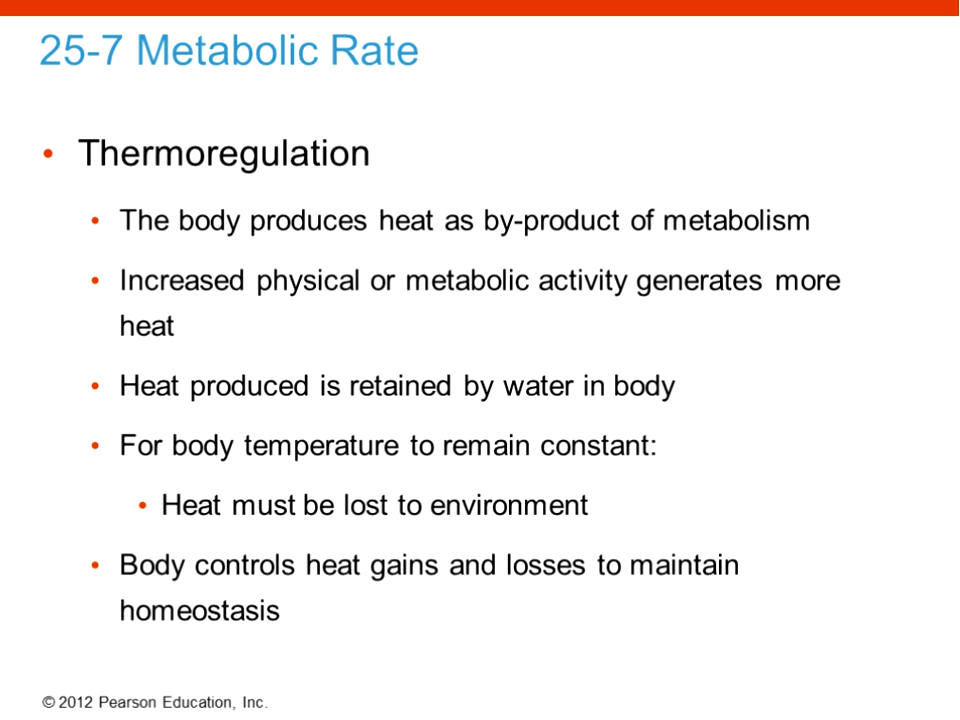 25-7 Metabolic Rate
• Thermoregulation
• The body produces heat as by-product of metabolism
• Increased physical or metabolic activity generates more
heat
• Heat produced is retained by water in body
• For body temperature to remain constant:
• Heat must be lost to environment
• Body controls heat gains and losses to maintain
homeostasis
© 2012 Pearson Education, Inc.